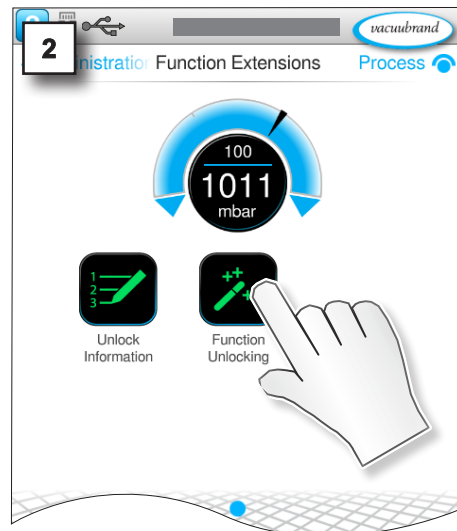 2
vacuubrand
nistratio Function Extensions Process
100
1011
mbar
1
2
3
Unlock
Information
Function
Unlocking